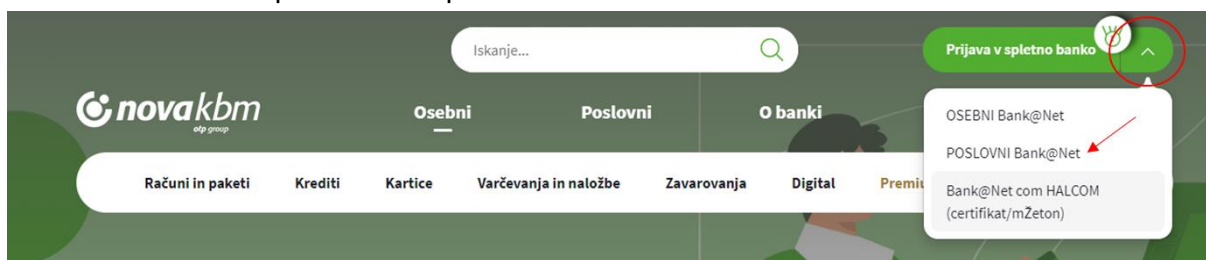 Iskanje...
Prijava v spletno banko
nova kbm
otp group
Osebni
Poslovni
O banki
OSEBNI Bank@Net
POSLOVNI Bank@Net
Bank@Net com HALCOM
(certifikat/mŽeton)
Računi in paketi
Krediti
Kartice
Varčevanja in naložbe
Zavarovanja
Digital